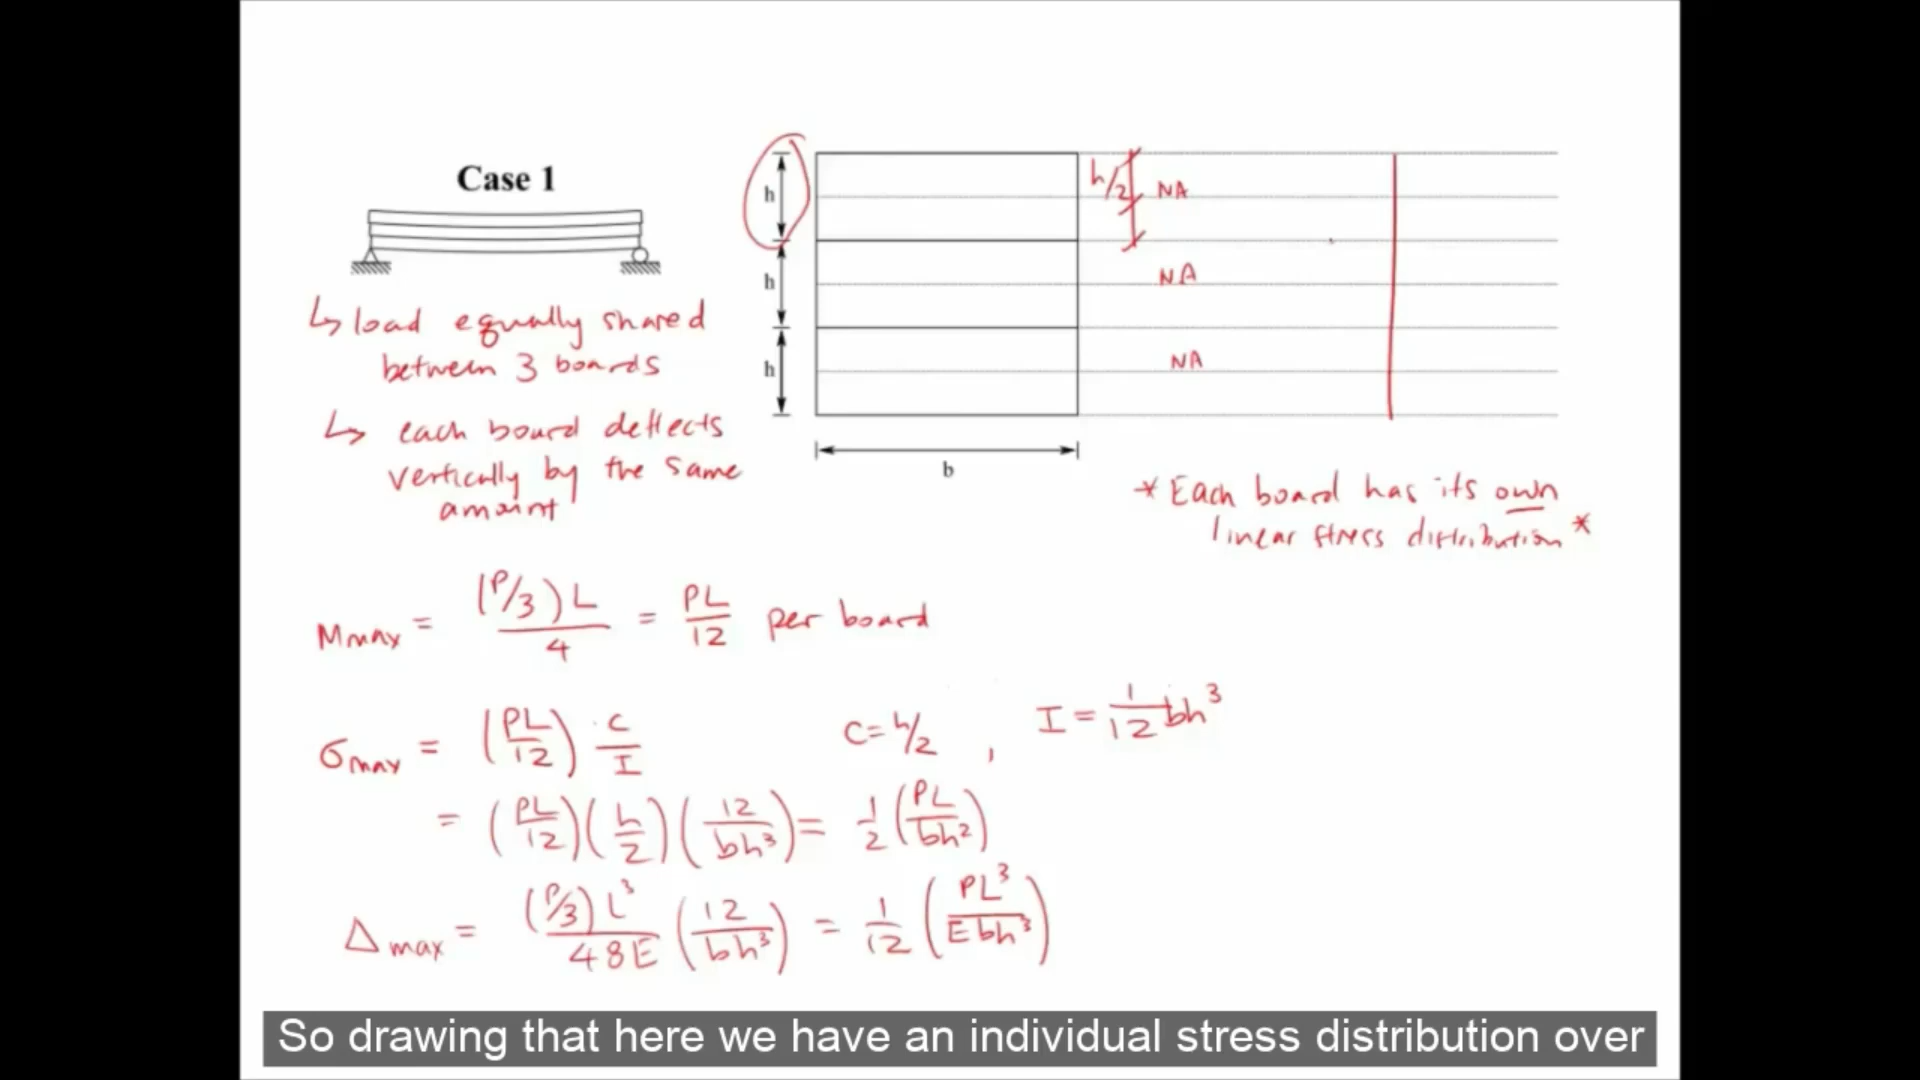 Case 1
h
h
h
b
h/2
NA
NA
NA
↳ load equally shared
between 3 boards
↳ each board deflects
vertically by the same
amount
* Each board has its own
linear stress distribution *
Mmax = (P/3)L/4 = PL/12 per board
σmax = (PL/12) · C/I    C = h/2 , I = 1/12 bh³
= (PL/12)(h/2)(12/bh³) = 1/2 (PL/bh²)
Δmax = (P/3)L³/48E (12/bh³) = 1/12 (PL³/Ebh³)
So drawing that here we have an individual stress distribution over